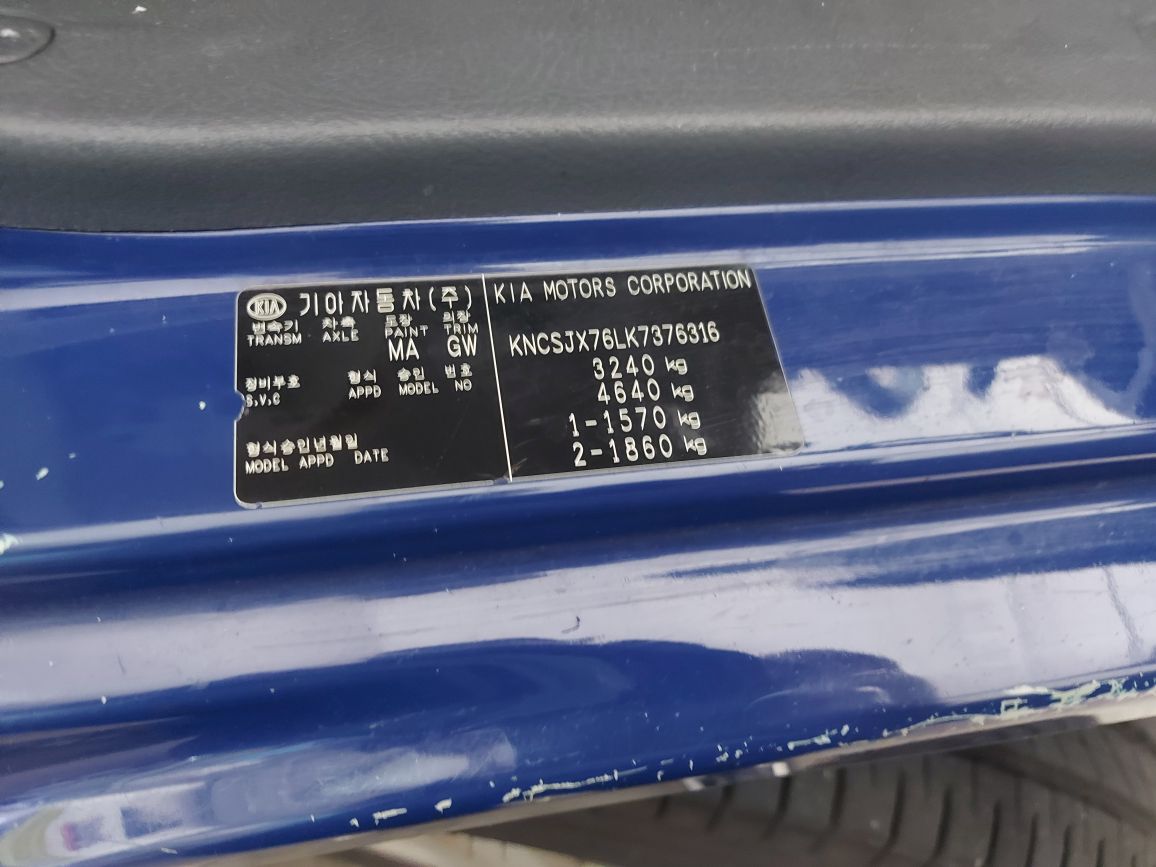 KIA 기아자동차(주)
변속기 차축 도장 의장
TRANSM AXLE PAINT TRIM
MA GW
정비부호 형식 승인 번호
S.V.C APPD MODEL NO
형식승인년월일
MODEL APPD DATE
KIA MOTORS CORPORATION
KNCSJX76LK7376316
3240 kg
4640 kg
1-1570 kg
2-1860 kg